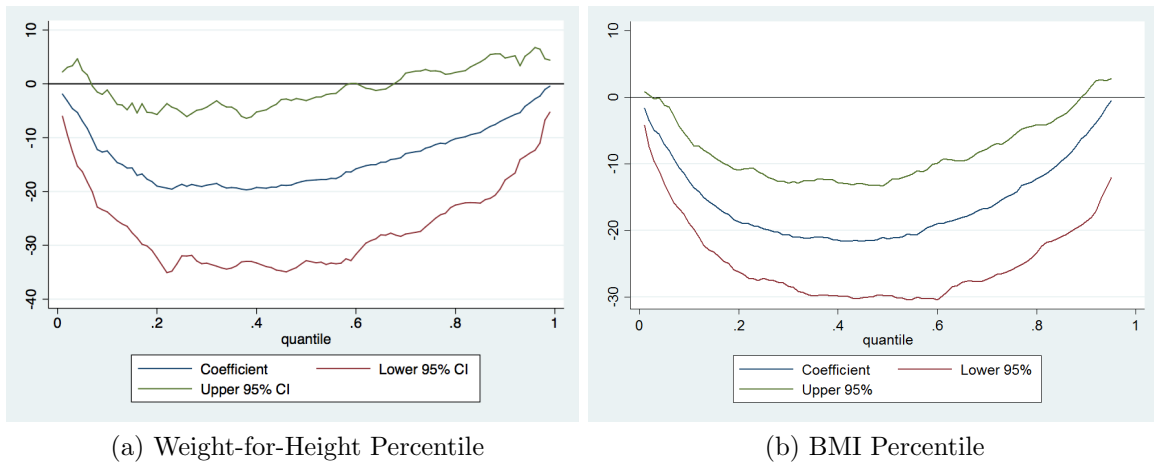 10
0
-10
-20
-30
-40
0 .2 .4 .6 .8 1
quantile
Coefficient Lower 95% CI
Upper 95% CI
(a) Weight-for-Height Percentile
10
0
-10
-20
-30
0 .2 .4 .6 .8 1
quantile
Coefficient Lower 95%
Upper 95%
(b) BMI Percentile